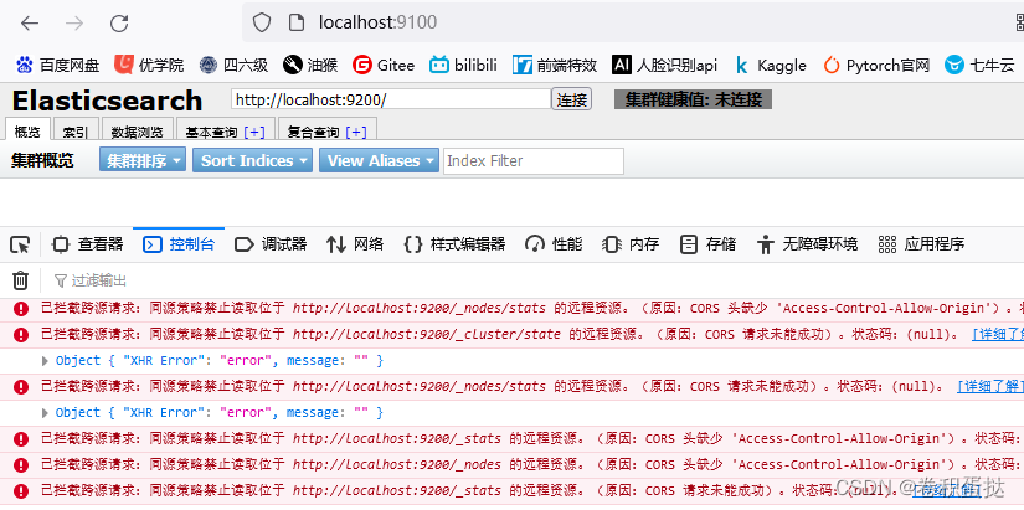 localhost:9100
百度网盘 优学院 四六级 油猴 Gitee bilibili 前端特效 AI 人脸识别api Kaggle Pytorch官网 七牛云
Elasticsearch http://localhost:9200/ 连接 集群健康值: 未连接
概览 索引 数据浏览 基本查询 [+] 复合查询 [+]
集群概览 集群排序 Sort Indices View Aliases Index Filter
查看器 控制台 调试器 网络 样式编辑器 性能 内存 存储 无障碍环境 应用程序
过滤输出
已拦截跨源请求：同源策略禁止读取位于 http://localhost:9200/_nodes/stats 的远程资源。（原因：CORS 头缺少 'Access-Control-Allow-Origin'）。
已拦截跨源请求：同源策略禁止读取位于 http://localhost:9200/_cluster/state 的远程资源。（原因：CORS 请求未能成功）。状态码：(null)。 [详细了解
Object { "XHR Error": "error", message: "" }
已拦截跨源请求：同源策略禁止读取位于 http://localhost:9200/_nodes/stats 的远程资源。（原因：CORS 请求未能成功）。状态码：(null)。 [详细了解]
Object { "XHR Error": "error", message: "" }
已拦截跨源请求：同源策略禁止读取位于 http://localhost:9200/_stats 的远程资源。（原因：CORS 头缺少 'Access-Control-Allow-Origin'）。状态码：
已拦截跨源请求：同源策略禁止读取位于 http://localhost:9200/_nodes 的远程资源。（原因：CORS 头缺少 'Access-Control-Allow-Origin'）。状态码：
已拦截跨源请求：同源策略禁止读取位于 http://localhost:9200/_stats 的远程资源。（原因：CORS 请求未能成功）。状态码：(null)。 [详细了解]
CSDN @卷积蛋挞